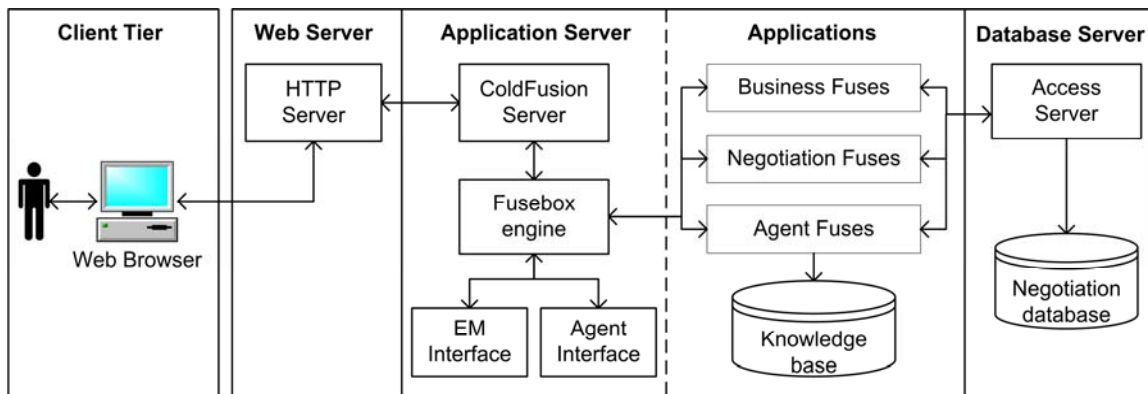 Client Tier
Web Browser
Web Server
HTTP
Server
Application Server
ColdFusion
Server
Fusebox
engine
EM
Interface
Agent
Interface
Applications
Business Fuses
Negotiation Fuses
Agent Fuses
Knowledge
base
Database Server
Access
Server
Negotiation
database